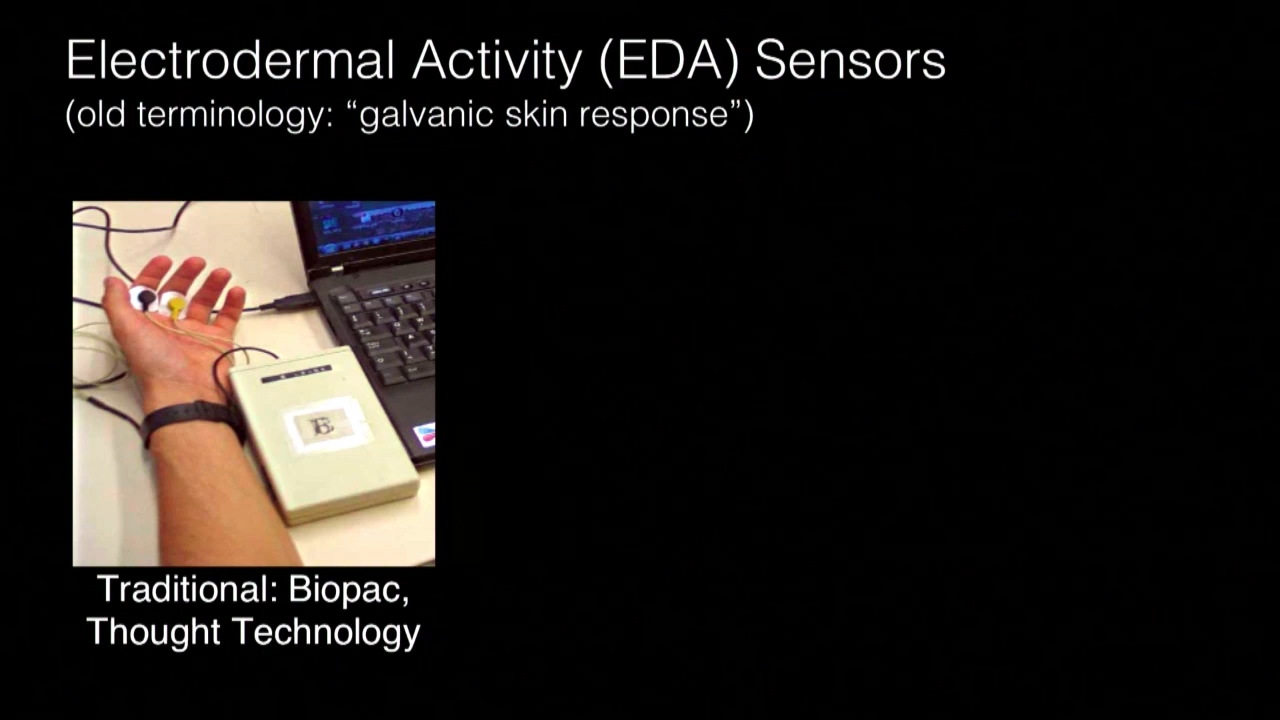 Electrodermal Activity (EDA) Sensors
(old terminology: “galvanic skin response”)
E
Traditional: Biopac,
Thought Technology